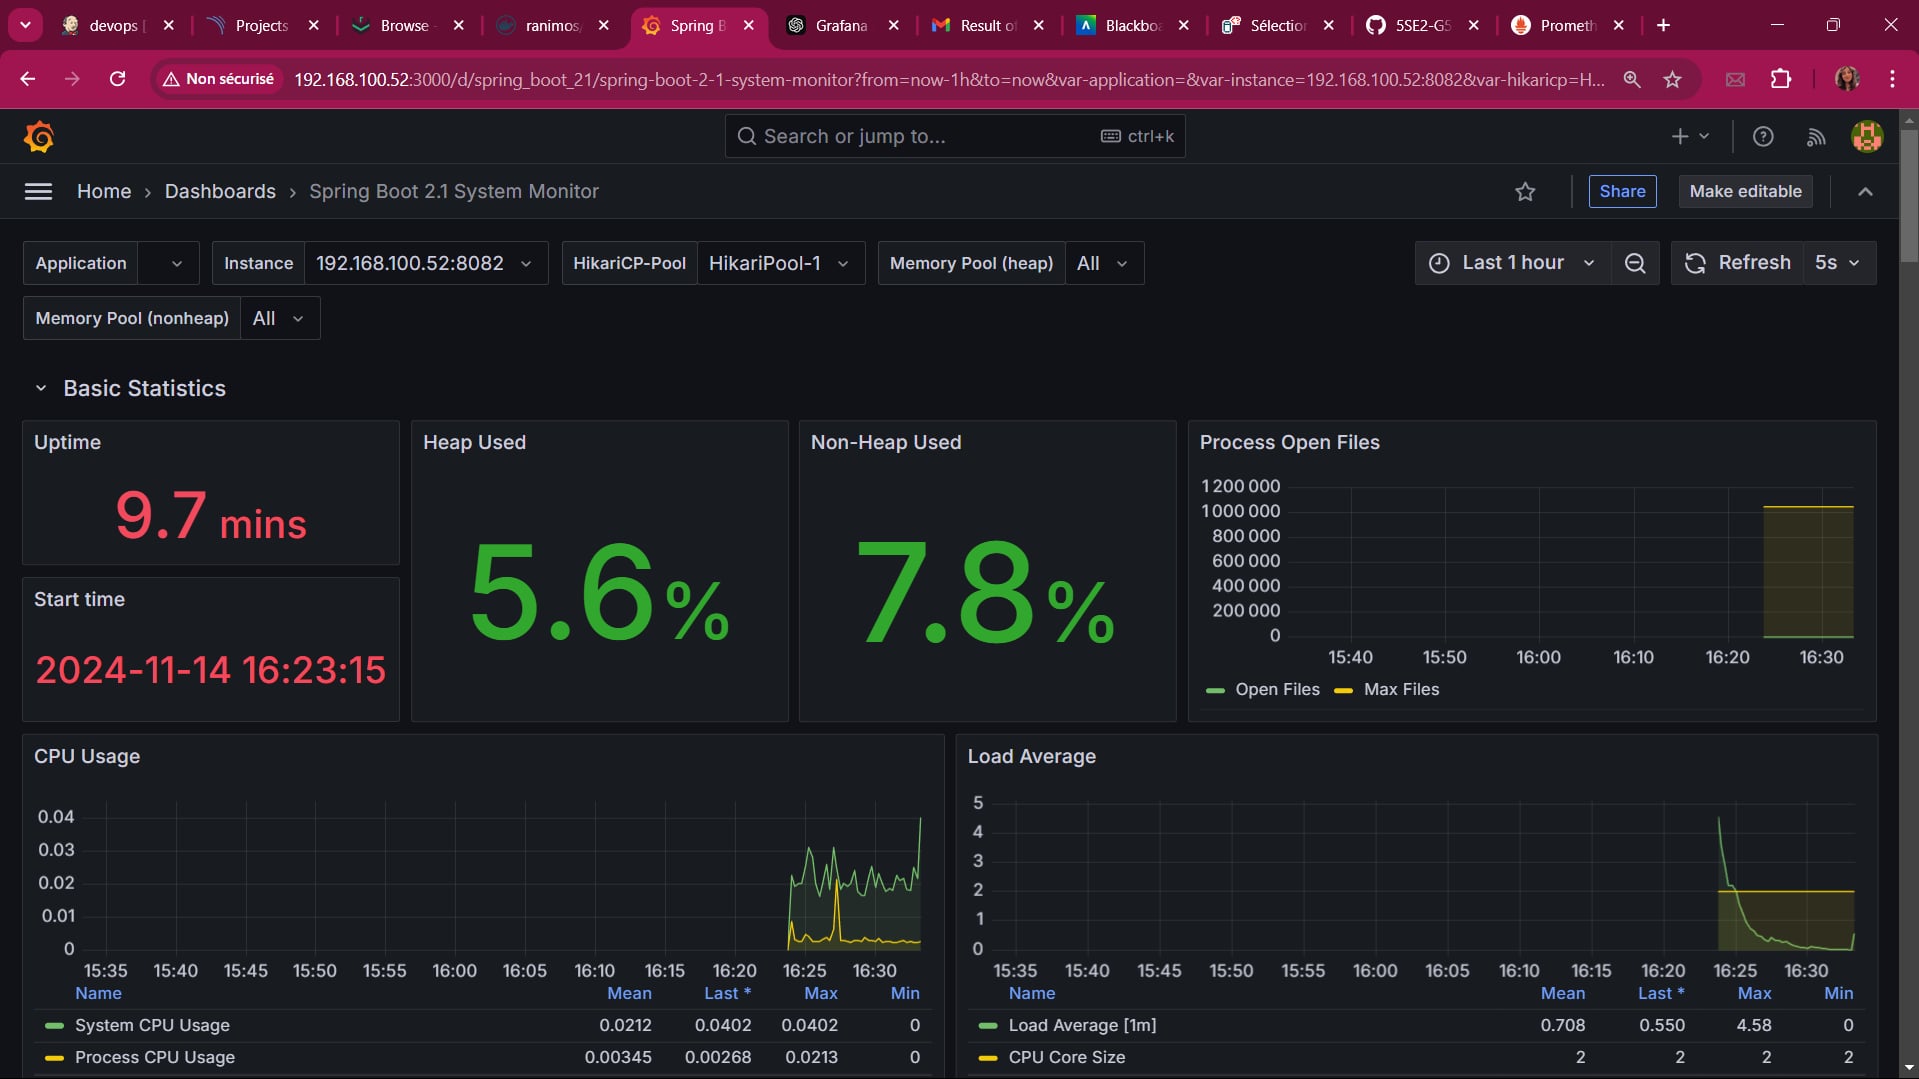 devops [
Projects
Browse -
ranimos/
Spring B
Grafana
Result of
Blackboa
Sélection
5SE2-G5
Prometh
Non sécurisé 192.168.100.52:3000/d/spring_boot_21/spring-boot-2-1-system-monitor?from=now-1h&to=now&var-application=&var-instance=192.168.100.52:8082&var-hikaricp=H...
Search or jump to... ctrl+k
Home › Dashboards › Spring Boot 2.1 System Monitor
Share
Make editable
Application
Instance 192.168.100.52:8082
HikariCP-Pool HikariPool-1
Memory Pool (heap) All
Last 1 hour
Refresh 5s
Memory Pool (nonheap) All
Basic Statistics
Uptime
9.7 mins
Start time
2024-11-14 16:23:15
Heap Used
5.6%
Non-Heap Used
7.8%
Process Open Files
1 200 000
1 000 000
800 000
600 000
400 000
200 000
0
15:40 15:50 16:00 16:10 16:20 16:30
Open Files Max Files
CPU Usage
0.04
0.03
0.02
0.01
0
15:35 15:40 15:45 15:50 15:55 16:00 16:05 16:10 16:15 16:20 16:25 16:30
Name Mean Last * Max Min
System CPU Usage 0.0212 0.0402 0.0402 0
Process CPU Usage 0.00345 0.00268 0.0213 0
Load Average
5
4
3
2
1
0
15:35 15:40 15:45 15:50 15:55 16:00 16:05 16:10 16:15 16:20 16:25 16:30
Name Mean Last * Max Min
Load Average [1m] 0.708 0.550 4.58 0
CPU Core Size 2 2 2 2